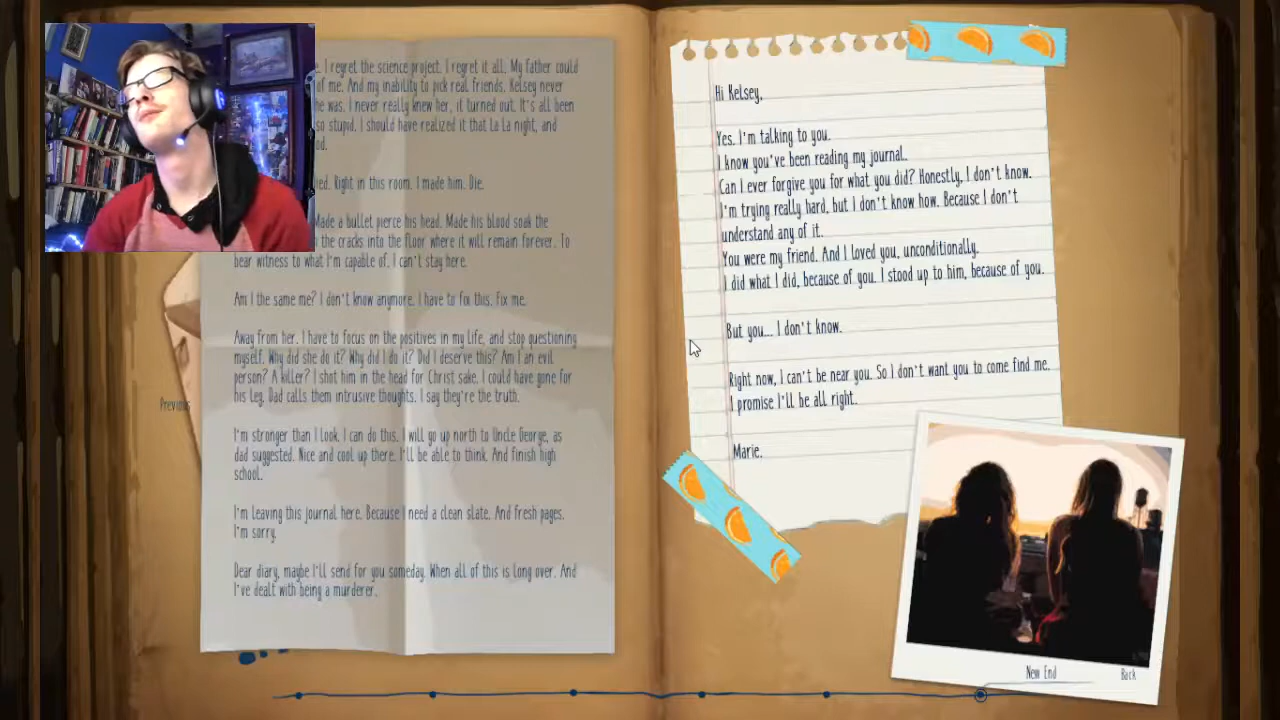 e. I regret the science project. I regret it all. My father could
of me. And my inability to pick real friends. Kelsey never
he was. I never really knew her, it turned out. It's all been
so stupid. I should have realized it that La La night, and
od.
ied. Right in this room. I made him. Die.
Made a bullet pierce his head. Made his blood soak the
the cracks into the floor where it will remain forever. To
bear witness to what I'm capable of. I can't stay here.
Am I the same me? I don't know anymore. I have to fix this. Fix me.
Away from her. I have to focus on the positives in my life, and stop questioning
myself. Why did she do it? Why did I do it? Did I deserve this? Am I an evil
person? A killer? I shot him in the head for Christ sake. I could have gone for
his leg. Dad calls them intrusive thoughts. I say they're the truth.
I'm stronger than I look. I can do this. I will go up north to Uncle George, as
dad suggested. Nice and cool up there. I'll be able to think. And finish high
school.
I'm leaving this journal here. Because I need a clean slate. And fresh pages.
I'm sorry.
Dear diary, maybe I'll send for you someday. When all of this is long over. And
I've dealt with being a murderer.
Previous
Hi Kelsey,
Yes. I'm talking to you.
I know you've been reading my journal.
Can I ever forgive you for what you did? Honestly, I don't know.
I'm trying really hard, but I don't know how. Because I don't
understand any of it.
You were my friend. And I loved you, unconditionally.
I did what I did, because of you. I stood up to him, because of you.
But you... I don't know.
Right now, I can't be near you. So I don't want you to come find me.
I promise I'll be all right.
Marie.
New End
Back